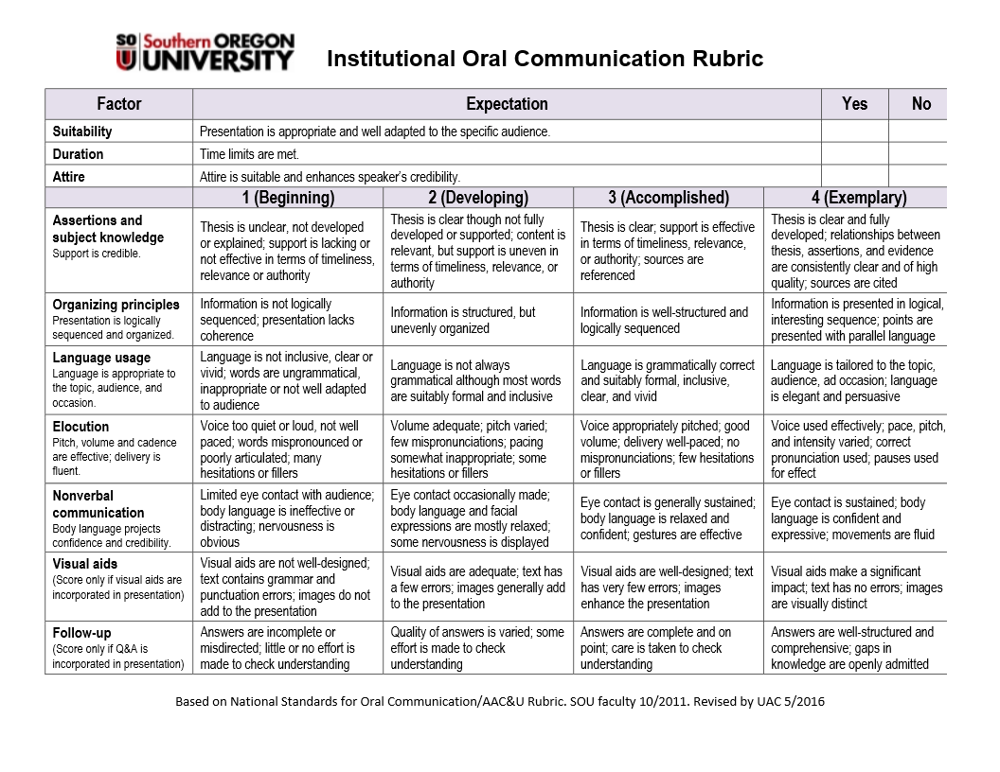 SO Southern OREGON
U UNIVERSITY
Institutional Oral Communication Rubric
Factor Expectation Yes No
Suitability Presentation is appropriate and well adapted to the specific audience.
Duration Time limits are met.
Attire Attire is suitable and enhances speaker's credibility.
1 (Beginning) 2 (Developing) 3 (Accomplished) 4 (Exemplary)
Assertions and
subject knowledge
Support is credible.
Thesis is unclear, not developed
or explained; support is lacking or
not effective in terms of timeliness,
relevance or authority
Thesis is clear though not fully
developed or supported; content is
relevant, but support is uneven in
terms of timeliness, relevance, or
authority
Thesis is clear; support is effective
in terms of timeliness, relevance,
or authority; sources are
referenced
Thesis is clear and fully
developed; relationships between
thesis, assertions, and evidence
are consistently clear and of high
quality; sources are cited
Organizing principles
Presentation is logically
sequenced and organized.
Information is not logically
sequenced; presentation lacks
coherence
Information is structured, but
unevenly organized
Information is well-structured and
logically sequenced
Information is presented in logical,
interesting sequence; points are
presented with parallel language
Language usage
Language is appropriate to
the topic, audience, and
occasion.
Language is not inclusive, clear or
vivid; words are ungrammatical,
inappropriate or not well adapted
to audience
Language is not always
grammatical although most words
are suitably formal and inclusive
Language is grammatically correct
and suitably formal, inclusive,
clear, and vivid
Language is tailored to the topic,
audience, ad occasion; language
is elegant and persuasive
Elocution
Pitch, volume and cadence
are effective; delivery is
fluent.
Voice too quiet or loud, not well
paced; words mispronounced or
poorly articulated; many
hesitations or fillers
Volume adequate; pitch varied;
few mispronunciations; pacing
somewhat inappropriate; some
hesitations or fillers
Voice appropriately pitched; good
volume; delivery well-paced; no
mispronunciations; few hesitations
or fillers
Voice used effectively; pace, pitch,
and intensity varied; correct
pronunciation used; pauses used
for effect
Nonverbal
communication
Body language projects
confidence and credibility.
Limited eye contact with audience;
body language is ineffective or
distracting; nervousness is
obvious
Eye contact occasionally made;
body language and facial
expressions are mostly relaxed;
some nervousness is displayed
Eye contact is generally sustained;
body language is relaxed and
confident; gestures are effective
Eye contact is sustained; body
language is confident and
expressive; movements are fluid
Visual aids
(Score only if visual aids are
incorporated in presentation)
Visual aids are not well-designed;
text contains grammar and
punctuation errors; images do not
add to the presentation
Visual aids are adequate; text has
a few errors; images generally add
to the presentation
Visual aids are well-designed; text
has very few errors; images
enhance the presentation
Visual aids make a significant
impact; text has no errors; images
are visually distinct
Follow-up
(Score only if Q&A is
incorporated in presentation)
Answers are incomplete or
misdirected; little or no effort is
made to check understanding
Quality of answers is varied; some
effort is made to check
understanding
Answers are complete and on
point; care is taken to check
understanding
Answers are well-structured and
comprehensive; gaps in
knowledge are openly admitted
Based on National Standards for Oral Communication/AAC&U Rubric. SOU faculty 10/2011. Revised by UAC 5/2016